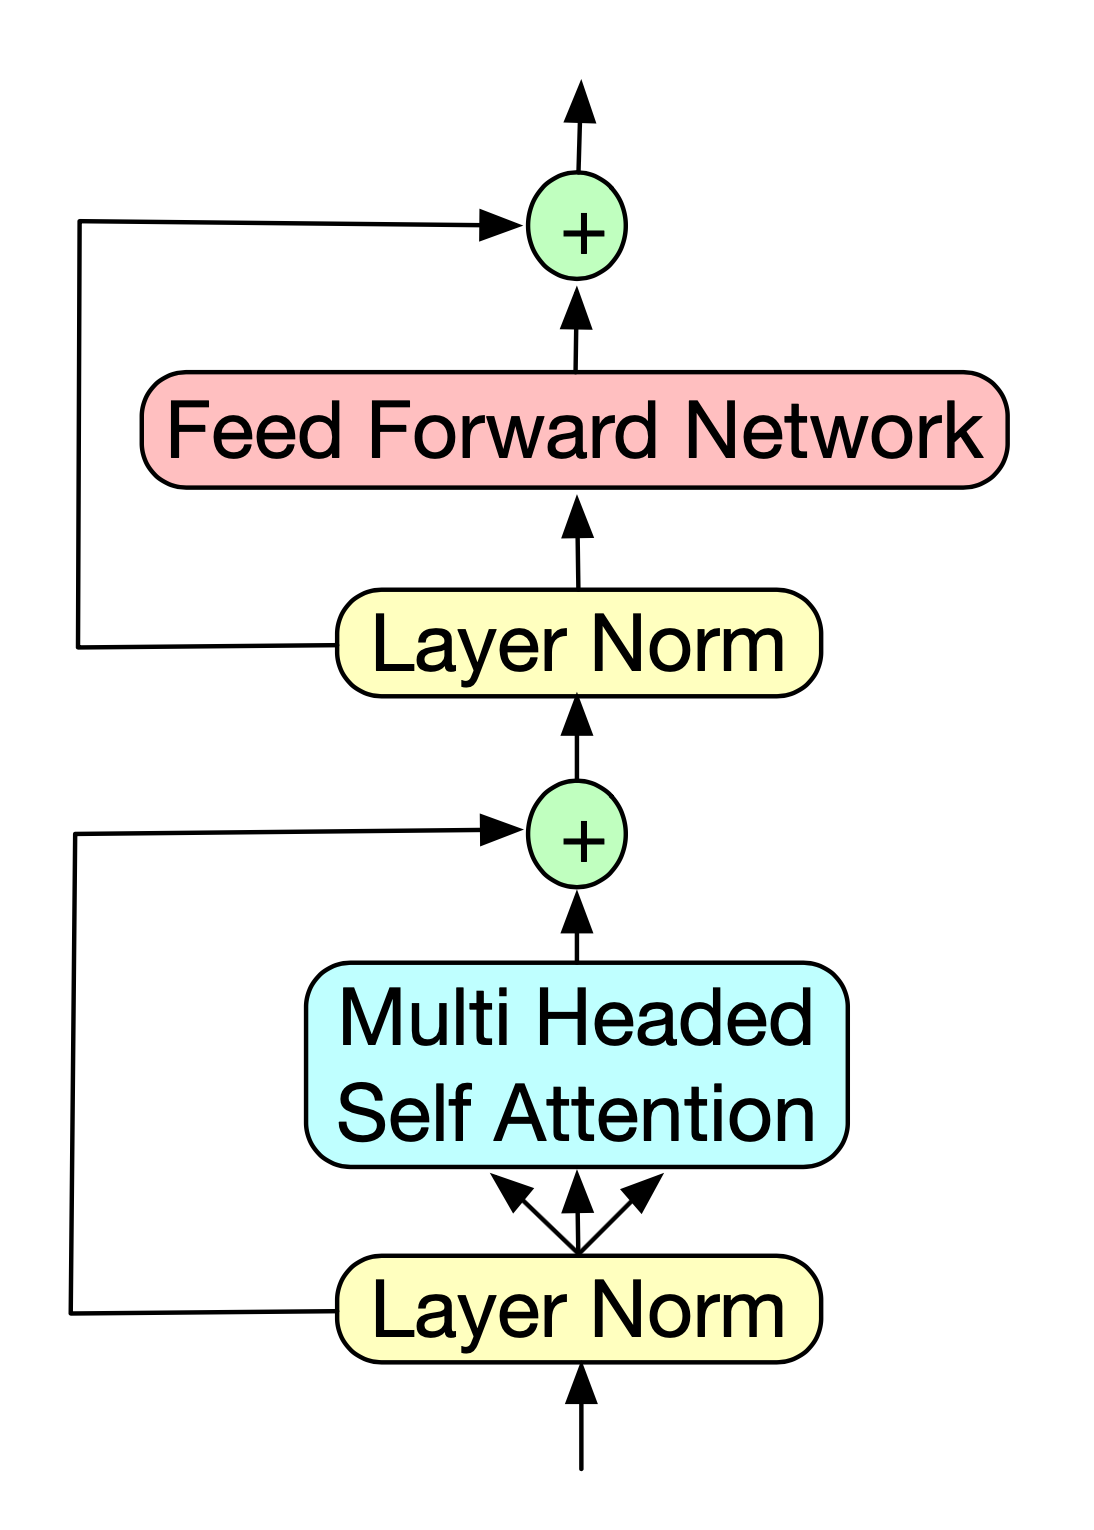 +
Feed Forward Network
Layer Norm
+
Multi Headed
Self Attention
Layer Norm